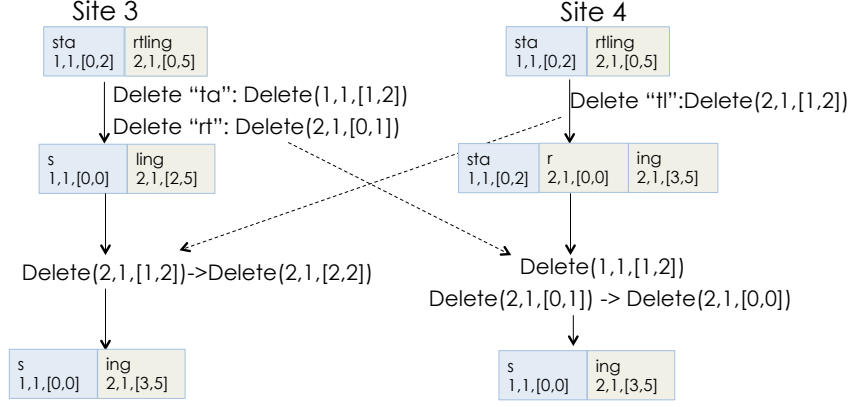 Site 3
Site 4
sta
1,1,[0,2]
rtling
2,1,[0,5]
sta
1,1,[0,2]
rtling
2,1,[0,5]
Delete “ta”: Delete(1,1,[1,2])
Delete “rt”: Delete(2,1,[0,1])
Delete “tl”:Delete(2,1,[1,2])
s
1,1,[0,0]
ling
2,1,[2,5]
sta
1,1,[0,2]
r
2,1,[0,0]
ing
2,1,[3,5]
Delete(2,1,[1,2])->Delete(2,1,[2,2])
Delete(1,1,[1,2])
Delete(2,1,[0,1]) -> Delete(2,1,[0,0])
s
1,1,[0,0]
ing
2,1,[3,5]
s
1,1,[0,0]
ing
2,1,[3,5]